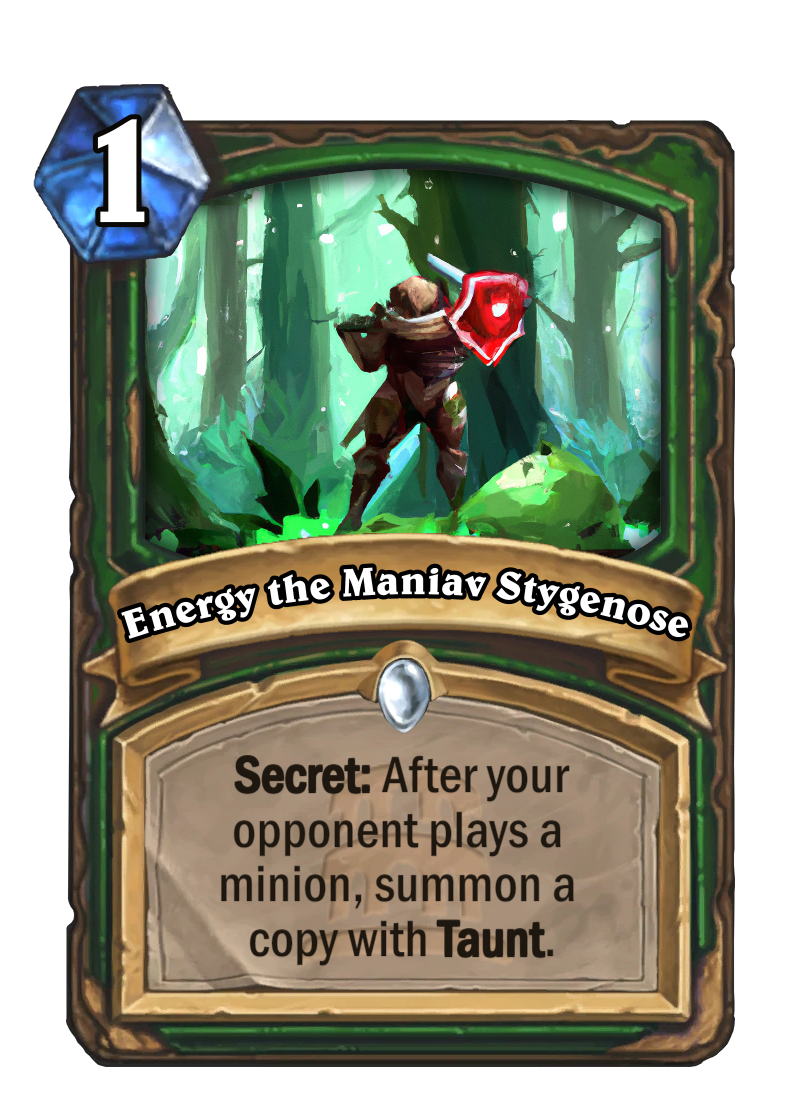 1
Energy the Maniav Stygenose
Secret: After your
opponent plays a
minion, summon a
copy with Taunt.